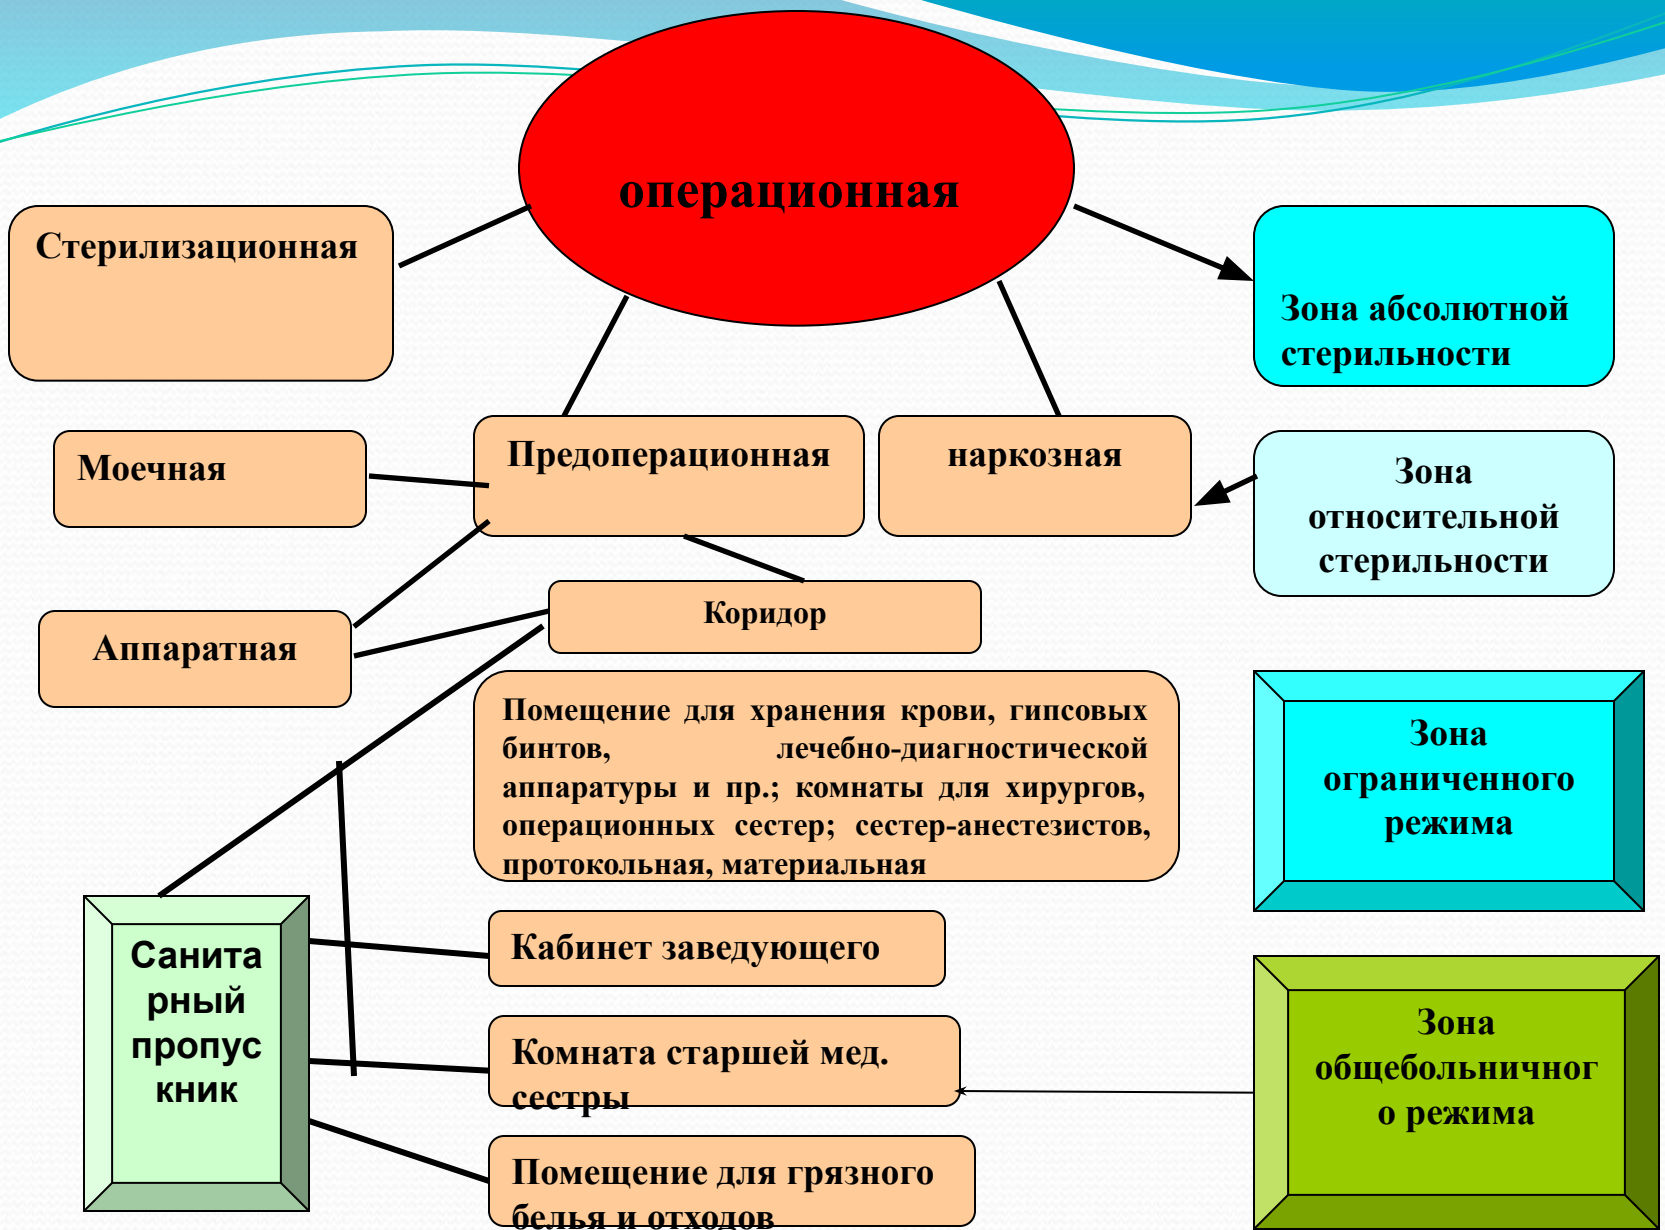 операционная
Стерилизационная
Зона абсолютной
стерильности
Моечная
Предоперационная
наркозная
Зона
относительной
стерильности
Аппаратная
Коридор
Помещение для хранения крови, гипсовых
бинтов, лечебно-диагностической
аппаратуры и пр.; комнаты для хирургов,
операционных сестер; сестер-анестезистов,
протокольная, материальная
Зона
ограниченного
режима
Санита
рный
пропус
кник
Кабинет заведующего
Комната старшей мед.
сестры
Помещение для грязного
белья и отходов
Зона
общебольничног
о режима